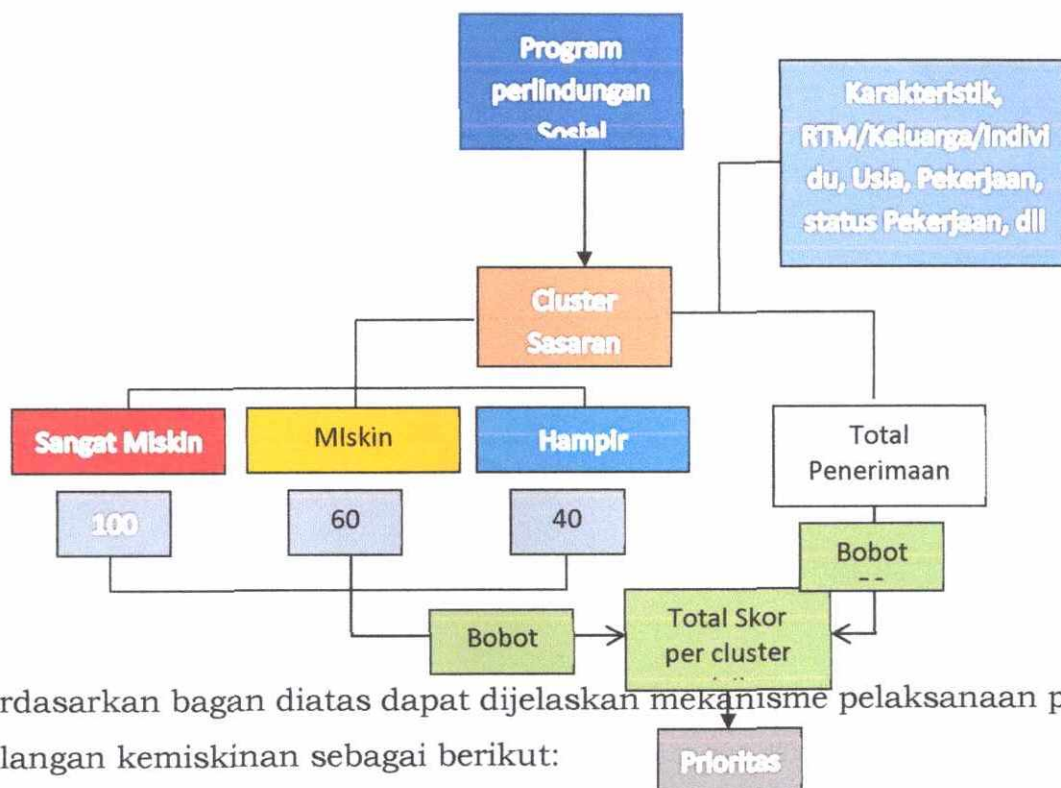 Program
perlindungan
Sosial
Karakteristik,
RTM/Keluarga/Indivi
du, Usia, Pekerjaan,
status Pekerjaan, dll
Cluster
Sasaran
Sangat Miskin
Miskin
Hampir
Total
Penerimaan
100
60
40
Bobot
Bobot
Total Skor
per cluster
rdasarkan bagan diatas dapat dijelaskan mekanisme pelaksanaan p
langan kemiskinan sebagai berikut:
Prioritas